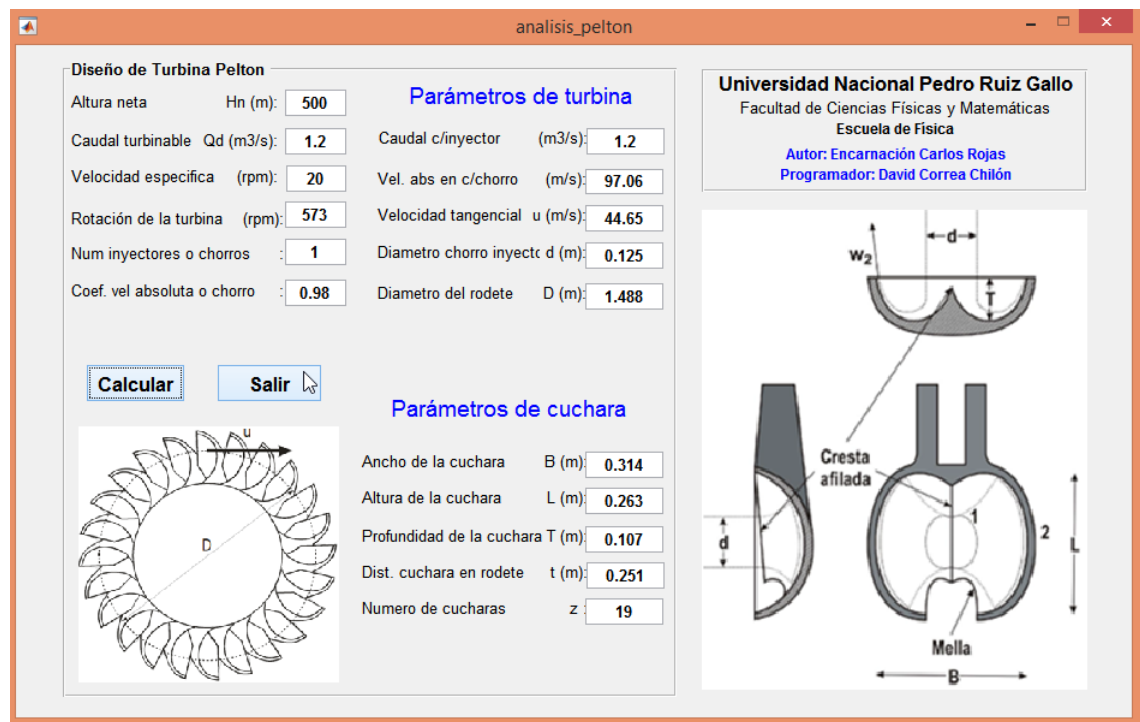 analisis_pelton
Diseño de Turbina Pelton
Altura neta Hn (m): 500
Caudal turbinable Qd (m3/s): 1.2
Velocidad especifica (rpm): 20
Rotación de la turbina (rpm): 573
Num inyectores o chorros : 1
Coef. vel absoluta o chorro : 0.98
Calcular Salir
Parámetros de turbina
Caudal c/inyector (m3/s): 1.2
Vel. abs en c/chorro (m/s): 97.06
Velocidad tangencial u (m/s): 44.65
Diametro chorro inyectc d (m): 0.125
Diametro del rodete D (m): 1.488
Parámetros de cuchara
Ancho de la cuchara B (m): 0.314
Altura de la cuchara L (m): 0.263
Profundidad de la cuchara T (m): 0.107
Dist. cuchara en rodete t (m): 0.251
Numero de cucharas z : 19
u
D
Universidad Nacional Pedro Ruiz Gallo
Facultad de Ciencias Físicas y Matemáticas
Escuela de Física
Autor: Encarnación Carlos Rojas
Programador: David Correa Chilón
d
W2
T
Cresta
afilada
1
2
d
L
Mella
B